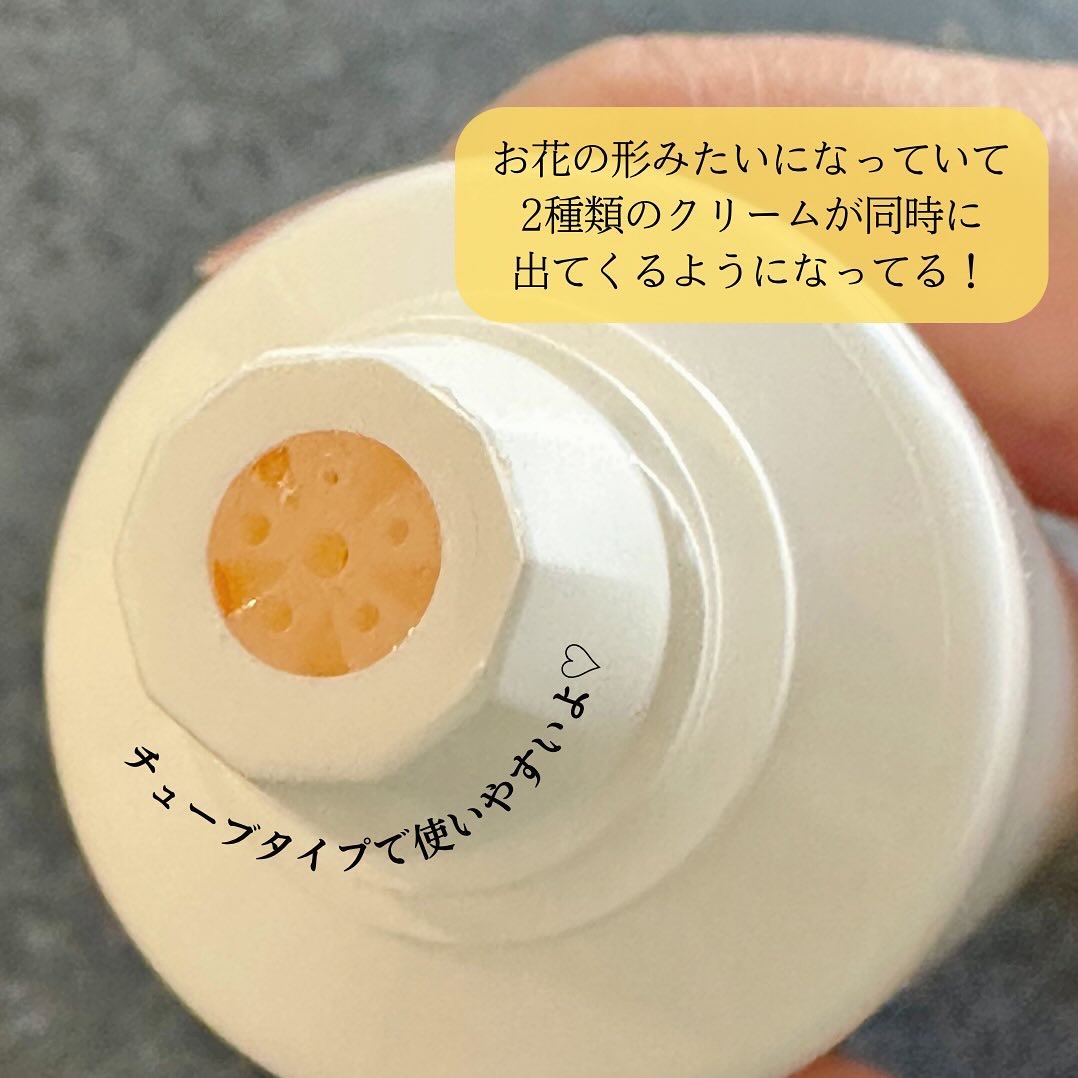 お花の形みたいになっていて
2種類のクリームが同時に
出てくるようになってる！
チューブタイプで使いやすいよ♡